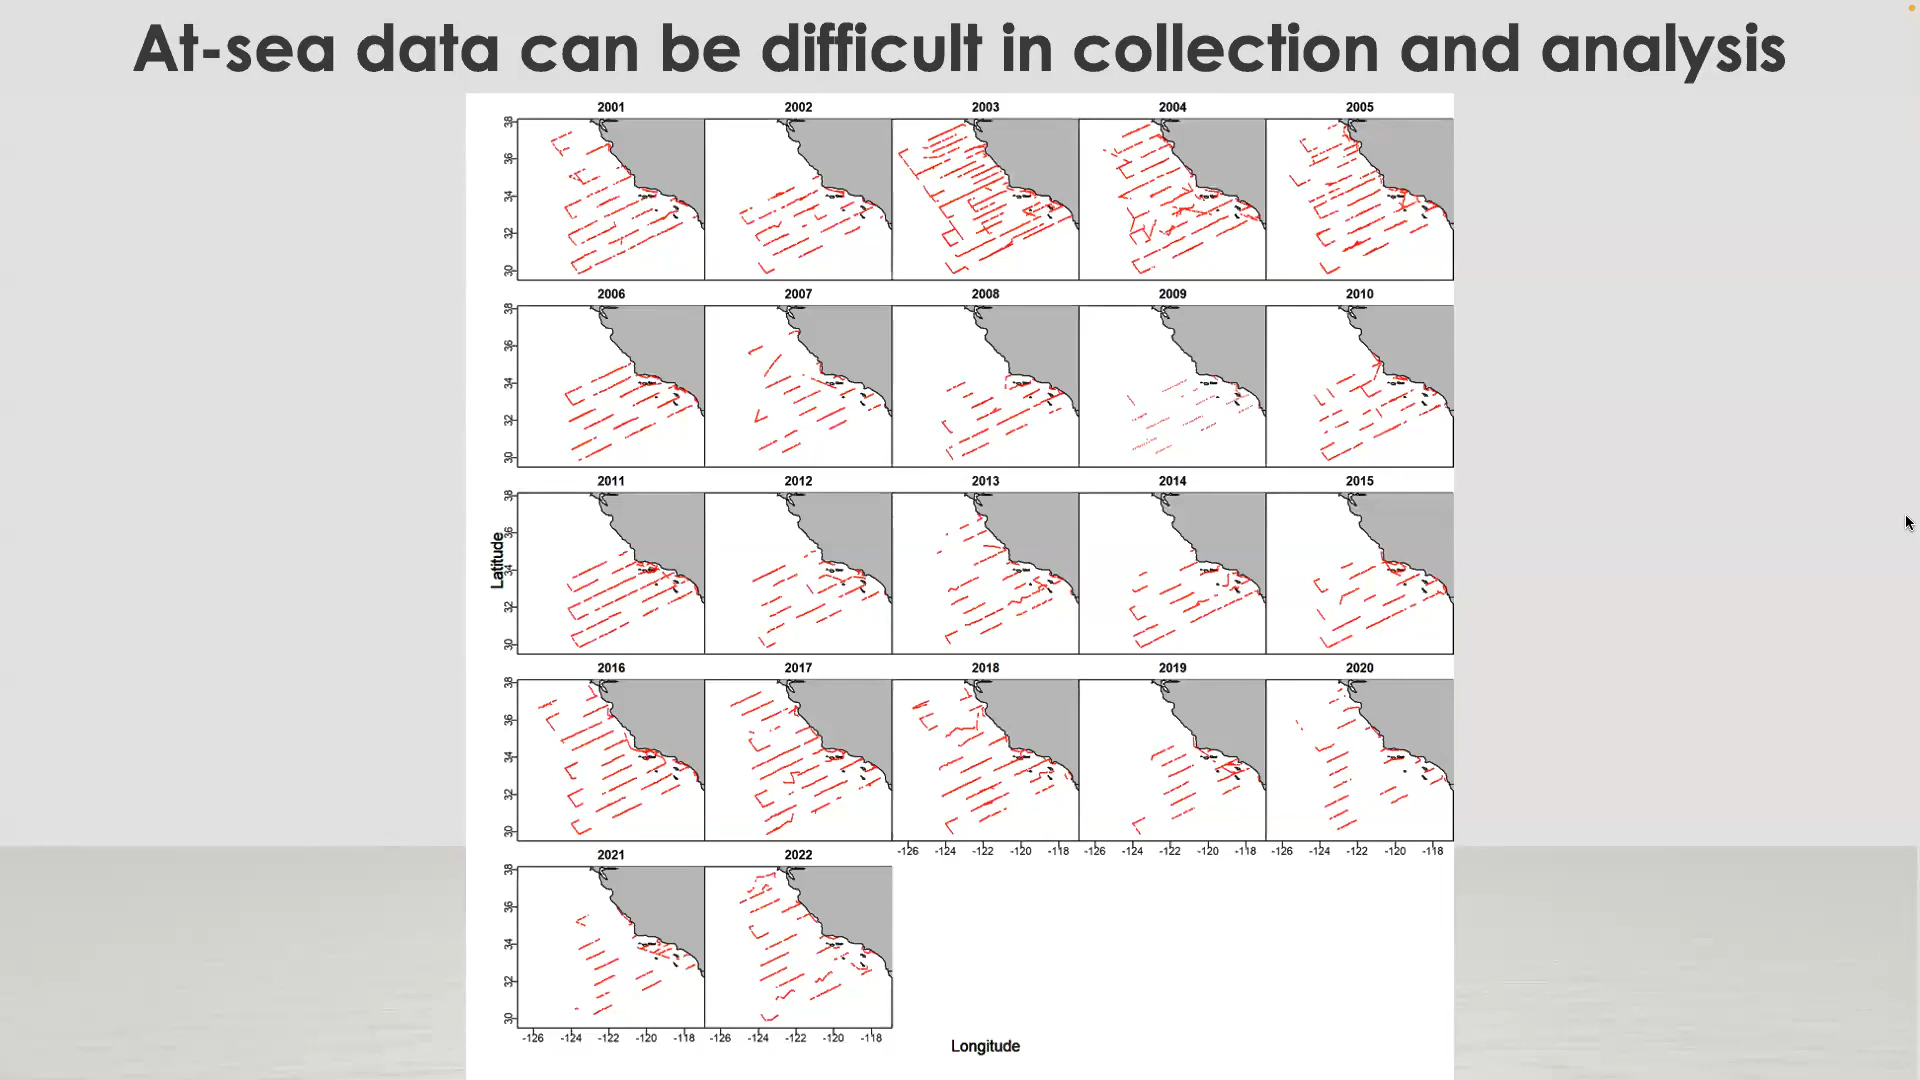 At-sea data can be difficult in collection and analysis
2001 2002 2003 2004 2005
38
36
34
32
30
2006 2007 2008 2009 2010
38
36
34
32
30
2011 2012 2013 2014 2015
38
36
34
32
30
Latitude
2016 2017 2018 2019 2020
38
36
34
32
30
-126 -124 -122 -120 -118 -126 -124 -122 -120 -118 -126 -124 -122 -120 -118
2021 2022
38
36
34
32
30
-126 -124 -122 -120 -118 -126 -124 -122 -120 -118
Longitude